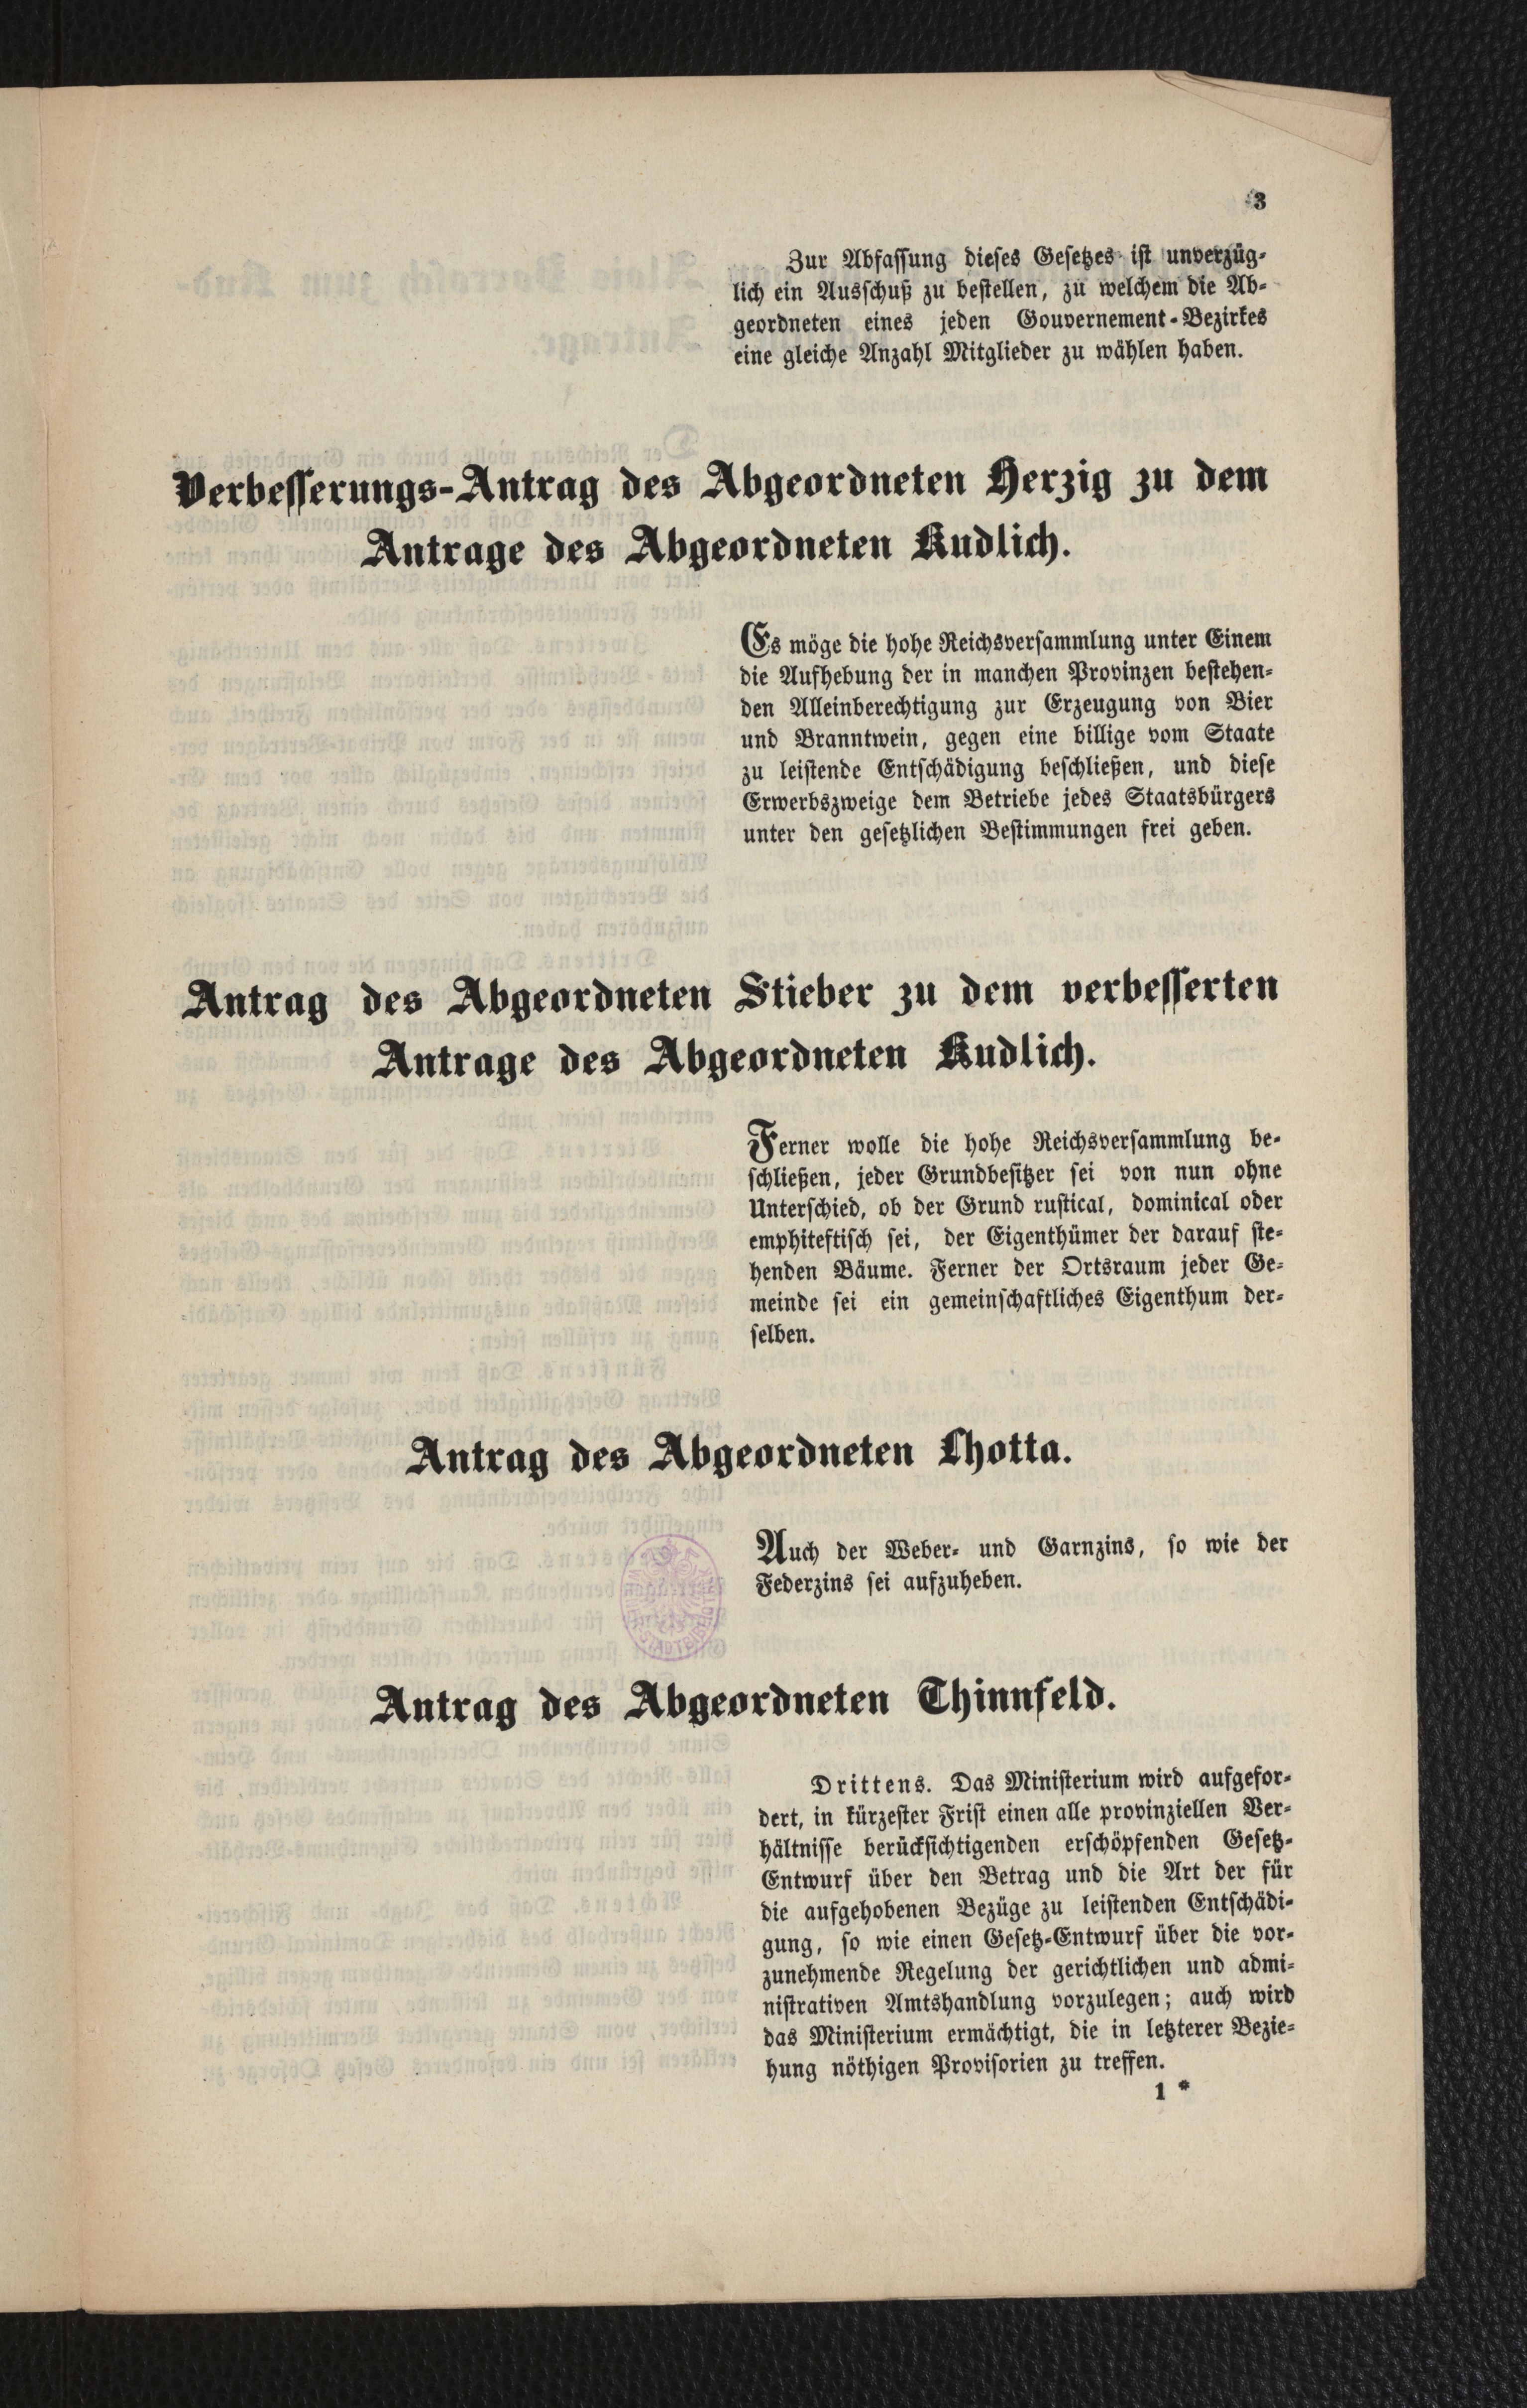 3
Zur Abfassung dieses Gesetzes ist unverzüg-
lich ein Ausschuß zu bestellen, zu welchem die Ab-
geordneten eines jeden Gouvernement-Bezirkes
eine gleiche Anzahl Mitglieder zu wählen haben.
Verbesserungs-Antrag des Abgeordneten Herzig zu dem
Antrage des Abgeordneten Kudlich.
Es möge die hohe Reichsversammlung unter Einem
die Aufhebung der in manchen Provinzen bestehen-
den Alleinberechtigung zur Erzeugung von Bier
und Branntwein, gegen eine billige vom Staate
zu leistende Entschädigung beschließen, und diese
Erwerbszweige dem Betriebe jedes Staatsbürgers
unter den gesetzlichen Bestimmungen frei geben.
Antrag des Abgeordneten Stieber zu dem verbesserten
Antrage des Abgeordneten Kudlich.
Ferner wolle die hohe Reichsversammlung be-
schließen, jeder Grundbesitzer sei von nun ohne
Unterschied, ob der Grund rustical, dominical oder
emphiteftisch sei, der Eigenthümer der darauf ste-
henden Bäume. Ferner der Ortsraum jeder Ge-
meinde sei ein gemeinschaftliches Eigenthum der-
selben.
Antrag des Abgeordneten Lhotta.
Auch der Weber- und Garnzins, so wie der
Federzins sei aufzuheben.
Antrag des Abgeordneten Thinnfeld.
Drittens. Das Ministerium wird aufgefor-
dert, in kürzester Frist einen alle provinziellen Ver-
hältnisse berücksichtigenden erschöpfenden Gesetz-
Entwurf über den Betrag und die Art der für
die aufgehobenen Bezüge zu leistenden Entschädi-
gung, so wie einen Gesetz-Entwurf über die vor-
zunehmende Regelung der gerichtlichen und admi-
nistrativen Amtshandlung vorzulegen; auch wird
das Ministerium ermächtigt, die in letzterer Bezie-
hung nöthigen Provisorien zu treffen.
1 *